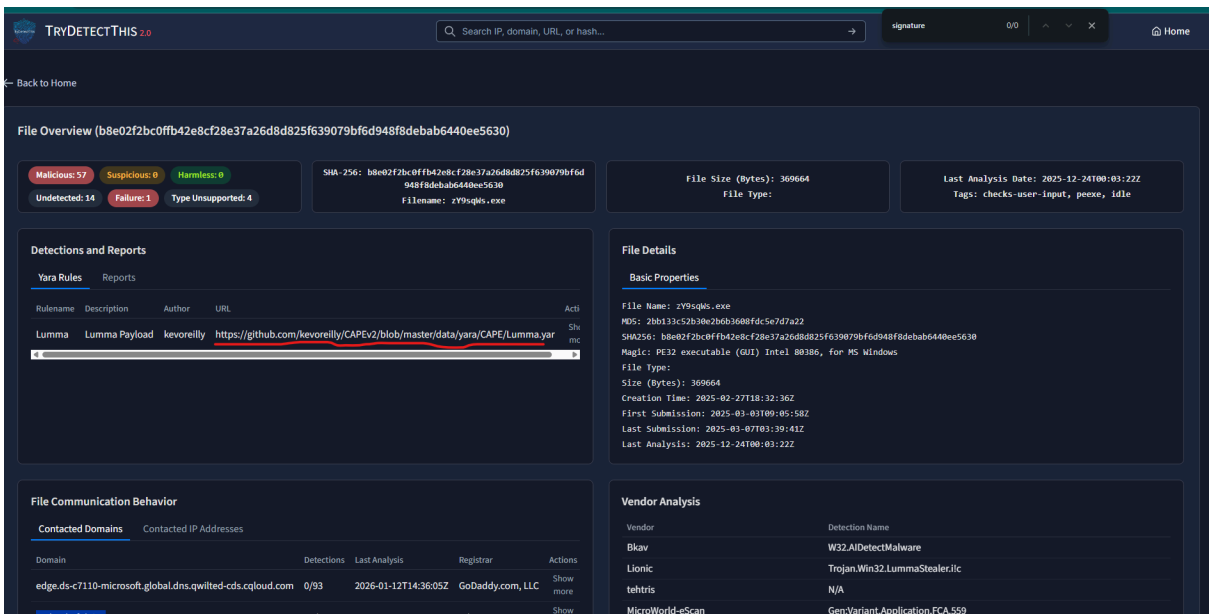 TRYDETECTTHIS 2.0
Search IP, domain, URL, or hash...
signature 0/0
Home
Back to Home
File Overview (b8e02f2bc0ffb42e8cf28e37a26d8d825f639079bf6d948f8debab6440ee5630)
Malicious: 57 Suspicious: 0 Harmless: 0
Undetected: 14 Failure: 1 Type Unsupported: 4
SHA-256: b8e02f2bc0ffb42e8cf28e37a26d8d825f639079bf6d
948f8debab6440ee5630
Filename: zY9sqWs.exe
File Size (Bytes): 369664
File Type:
Last Analysis Date: 2025-12-24T00:03:22Z
Tags: checks-user-input, peexe, idle
Detections and Reports
Yara Rules Reports
Rulename Description Author URL Acti
Lumma Lumma Payload kevoreilly https://github.com/kevoreilly/CAPEv2/blob/master/data/yara/CAPE/Lumma.yar
File Details
Basic Properties
File Name: zY9sqWs.exe
MD5: 2bb133c52b30e2b6b3608fdc5e7d7a22
SHA256: b8e02f2bc0ffb42e8cf28e37a26d8d825f639079bf6d948f8debab6440ee5630
Magic: PE32 executable (GUI) Intel 80386, for MS Windows
File Type:
Size (Bytes): 369664
Creation Time: 2025-02-27T18:32:36Z
First Submission: 2025-03-03T09:05:58Z
Last Submission: 2025-03-07T03:39:41Z
Last Analysis: 2025-12-24T00:03:22Z
File Communication Behavior
Contacted Domains Contacted IP Addresses
Domain Detections Last Analysis Registrar Actions
edge.ds-c7110-microsoft.global.dns.qwilted-cds.cqloud.com 0/93 2026-01-12T14:36:05Z GoDaddy.com, LLC Show
more
Show
Vendor Analysis
Vendor Detection Name
Bkav W32.AIDetectMalware
Lionic Trojan.Win32.LummaStealer.i!c
tehtris N/A
MicroWorld-eScan Gen:Variant.Application.FCA.559